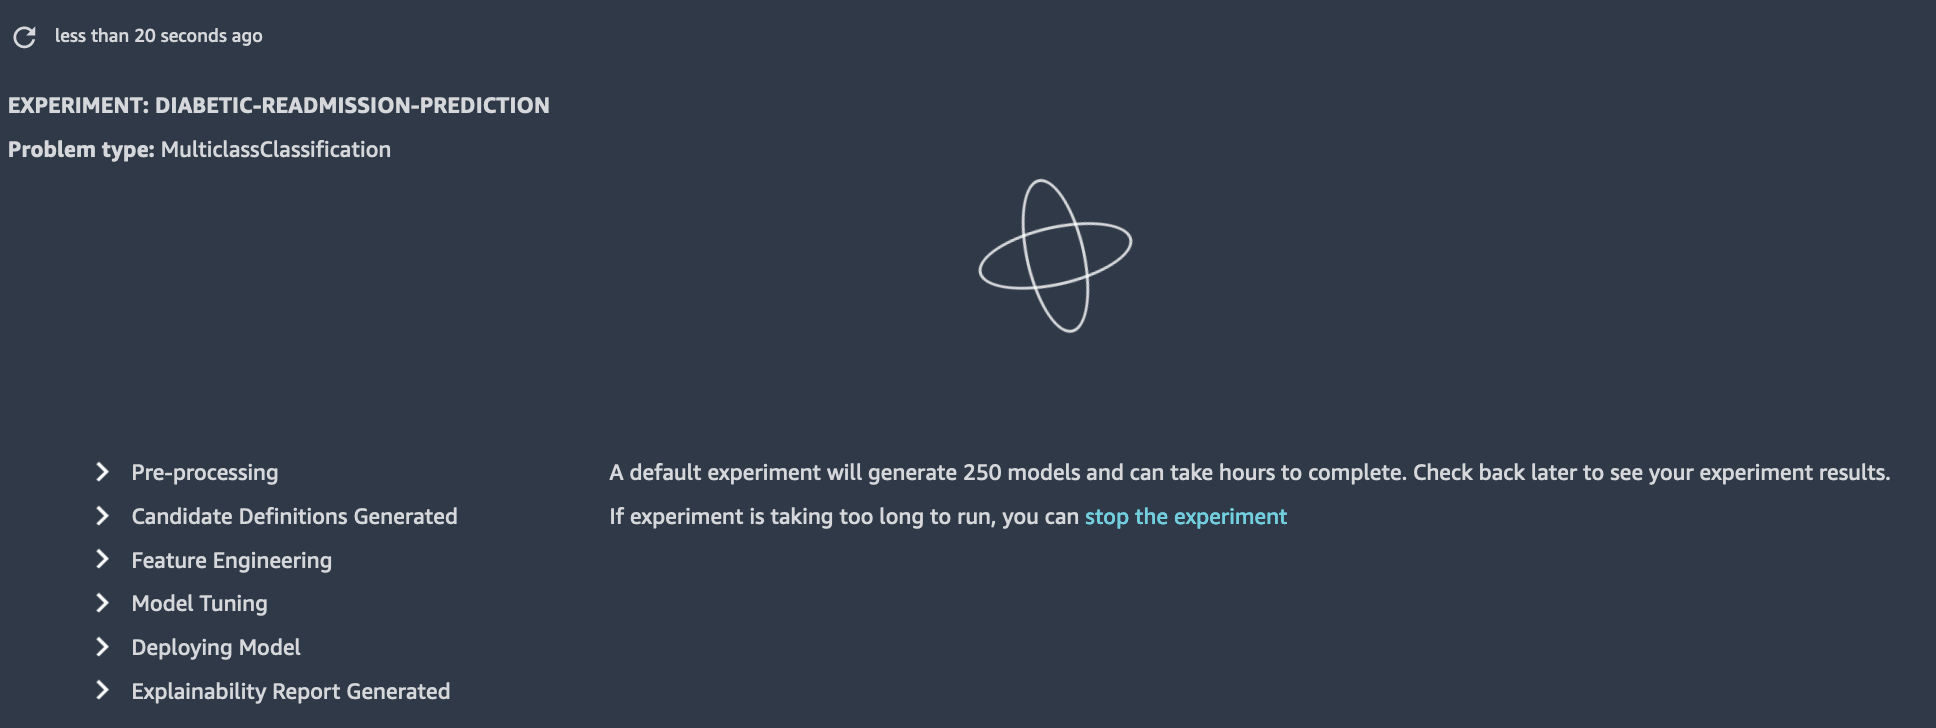 less than 20 seconds ago
EXPERIMENT: DIABETIC-READMISSION-PREDICTION
Problem type: MulticlassClassification
Pre-processing
Candidate Definitions Generated
Feature Engineering
Model Tuning
Deploying Model
Explainability Report Generated
A default experiment will generate 250 models and can take hours to complete. Check back later to see your experiment results.
If experiment is taking too long to run, you can stop the experiment